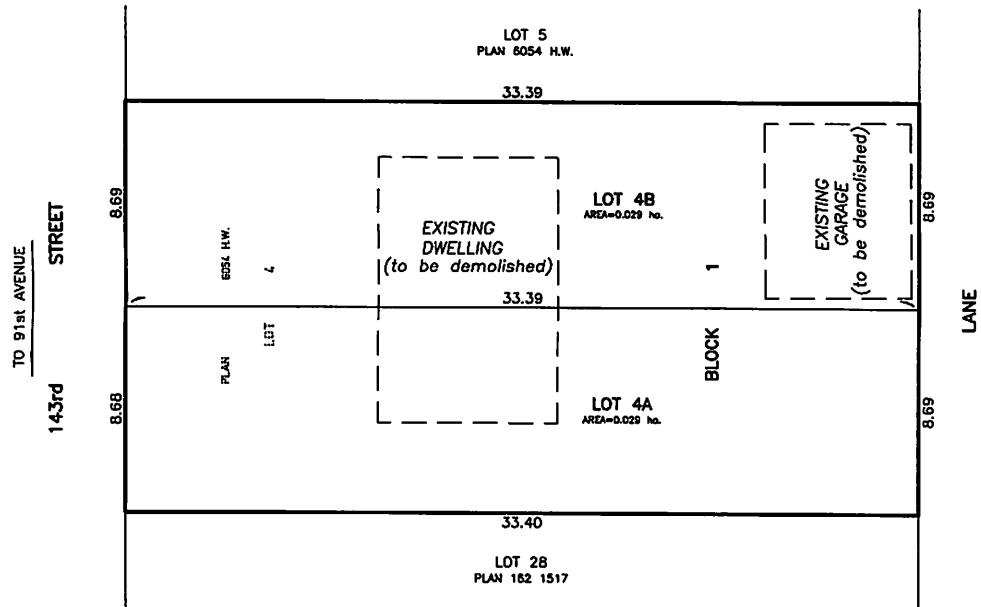 LOT 5
PLAN 6054 H.W.
33.39
8.69
LOT 4B
AREA=0.029 ha.
EXISTING
GARAGE
(to be demolished)
8.69
EXISTING
DWELLING
(to be demolished)
TO 91st AVENUE
143rd STREET
PLAN 6054 H.W.
LOT 4
33.39
BLOCK 1
LANE
8.68
LOT 4A
AREA=0.029 ha.
8.69
33.40
LOT 28
PLAN 162 1517